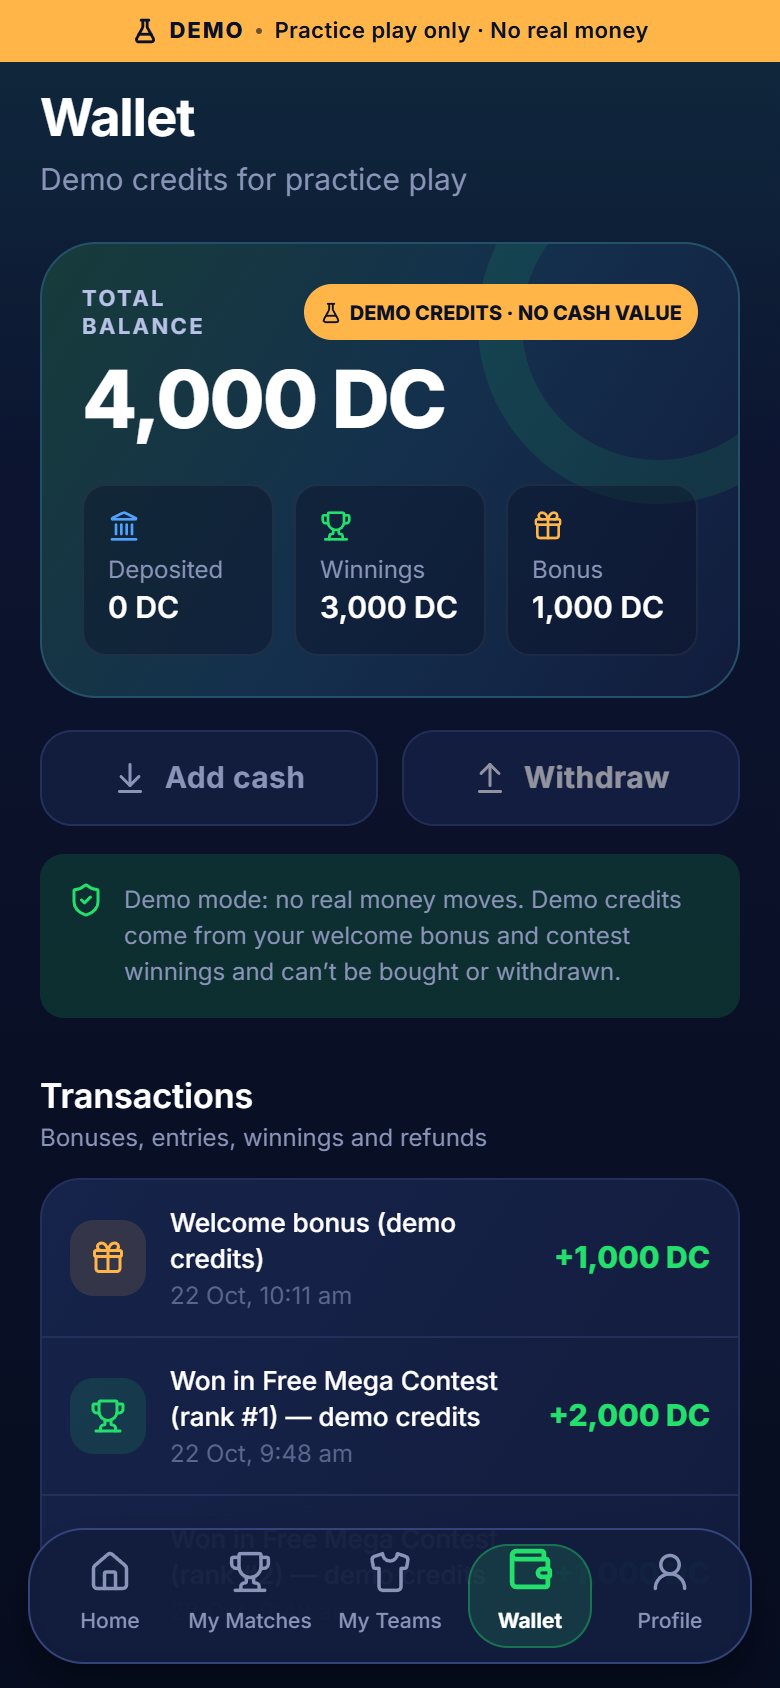 DEMO • Practice play only · No real money
Wallet
Demo credits for practice play
TOTAL
BALANCE
DEMO CREDITS · NO CASH VALUE
4,000 DC
Deposited
0 DC
Winnings
3,000 DC
Bonus
1,000 DC
Add cash
Withdraw
Demo mode: no real money moves. Demo credits
come from your welcome bonus and contest
winnings and can’t be bought or withdrawn.
Transactions
Bonuses, entries, winnings and refunds
Welcome bonus (demo
credits)
22 Oct, 10:11 am
+1,000 DC
Won in Free Mega Contest
(rank #1) — demo credits
22 Oct, 9:48 am
+2,000 DC
Won in Free Mega Contest
Home
My Matches
My Teams
Wallet
Profile